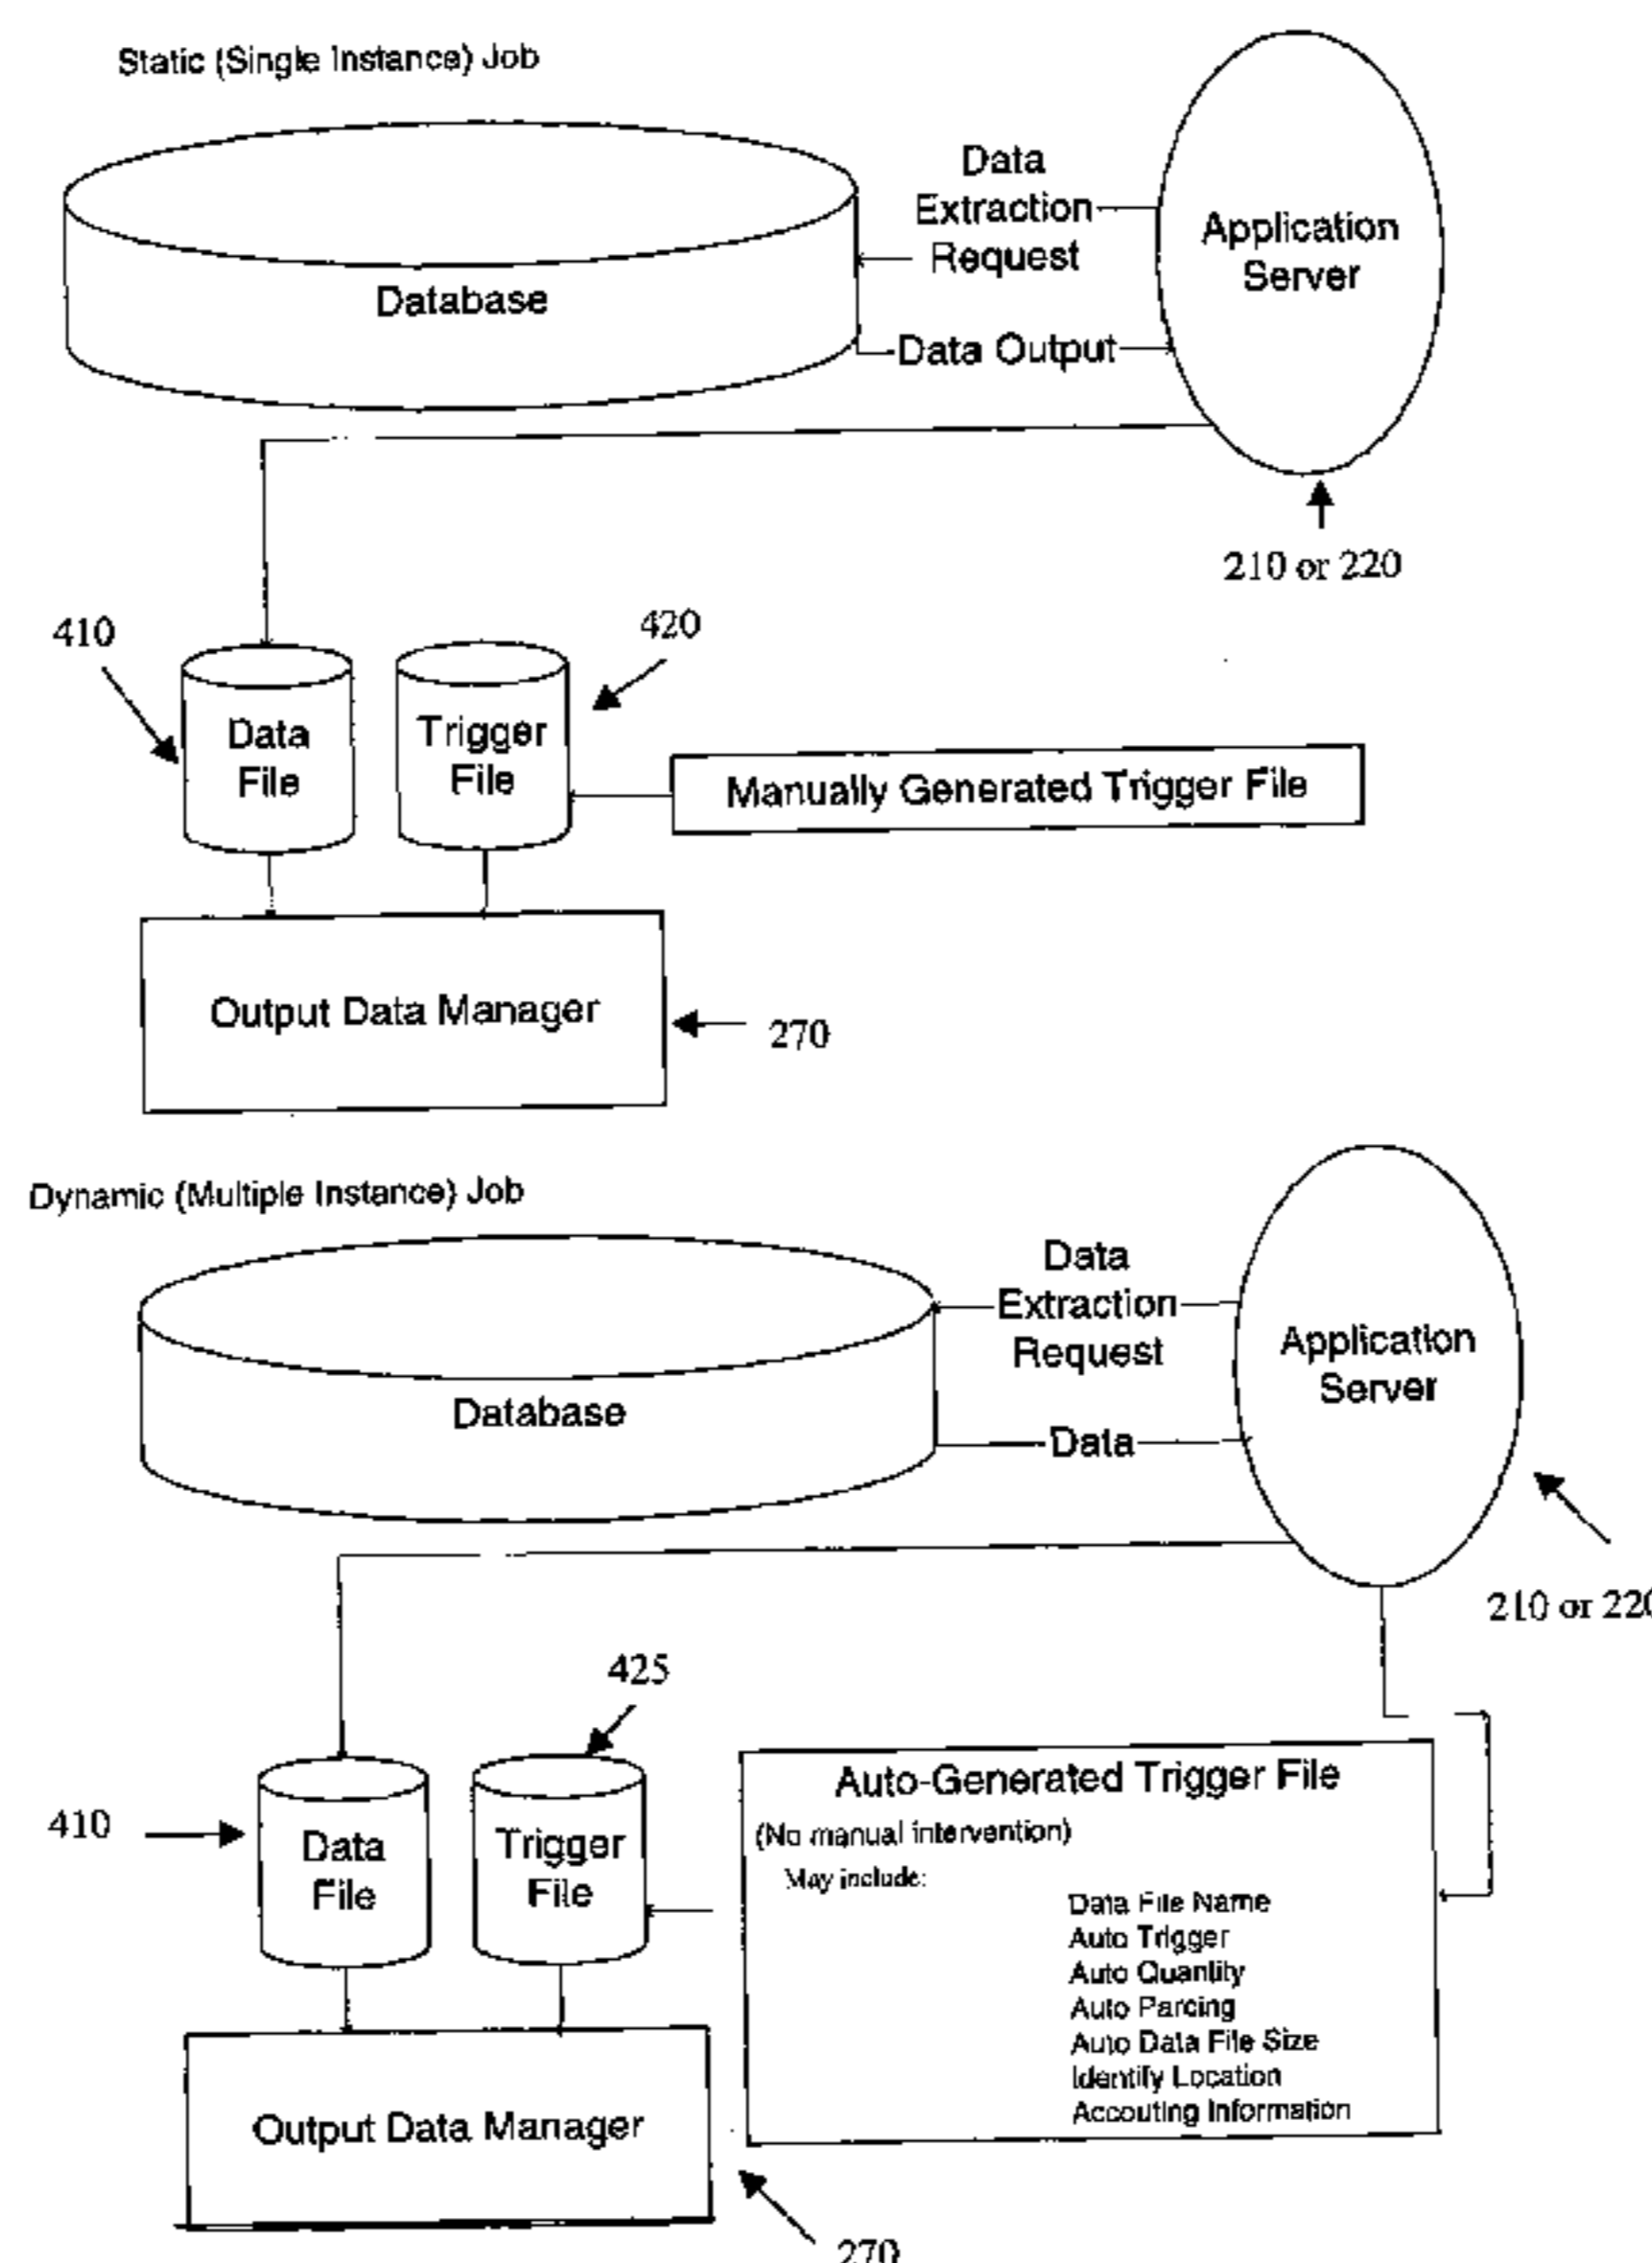 Static (Single Instance) Job
Data
Extraction
Request
Application
Server
Database
Data Output
210 or 220
410
420
Data
File
Trigger
File
Manually Generated Trigger File
Output Data Manager
270
Dynamic (Multiple Instance) Job
Data
Extraction
Request
Application
Server
Database
Data
210 or 220
425
410
Data
File
Trigger
File
Auto-Generated Trigger File
(No manual intervention)
May include:
Data File Name
Auto Trigger
Auto Quantity
Auto Parcing
Auto Data File Size
Identify Location
Accouting Information
Output Data Manager
270